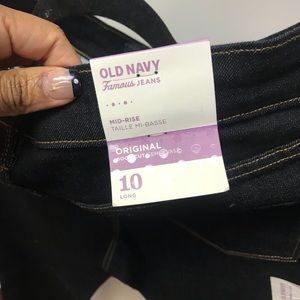 OLD NAVY
Famous JEANS
MID-RISE
TAILLE MI-BASSE
ORIGINAL
10
LONG